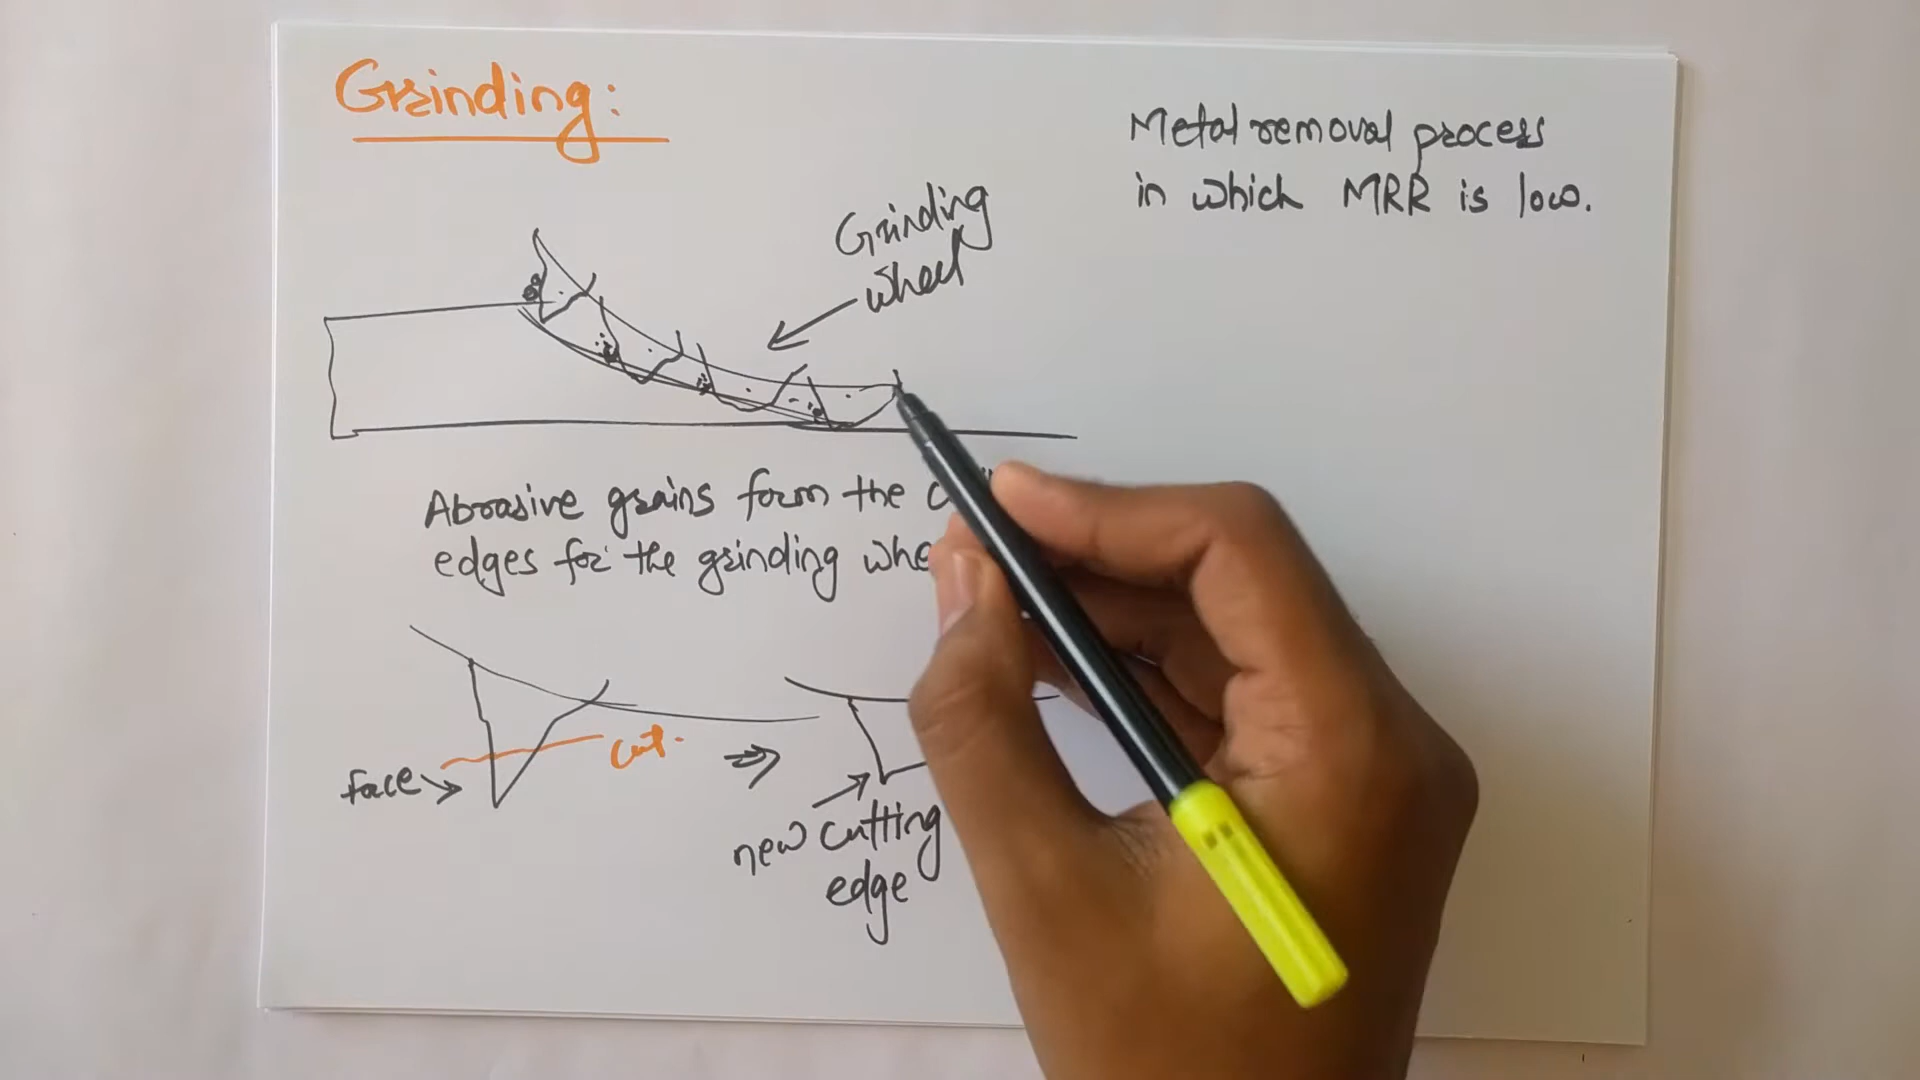 Grinding:
Metal removal process
in which MRR is low.
Grinding
wheel
Abrasive grains form the
edges for the grinding
cut.
face
new cutting
edge